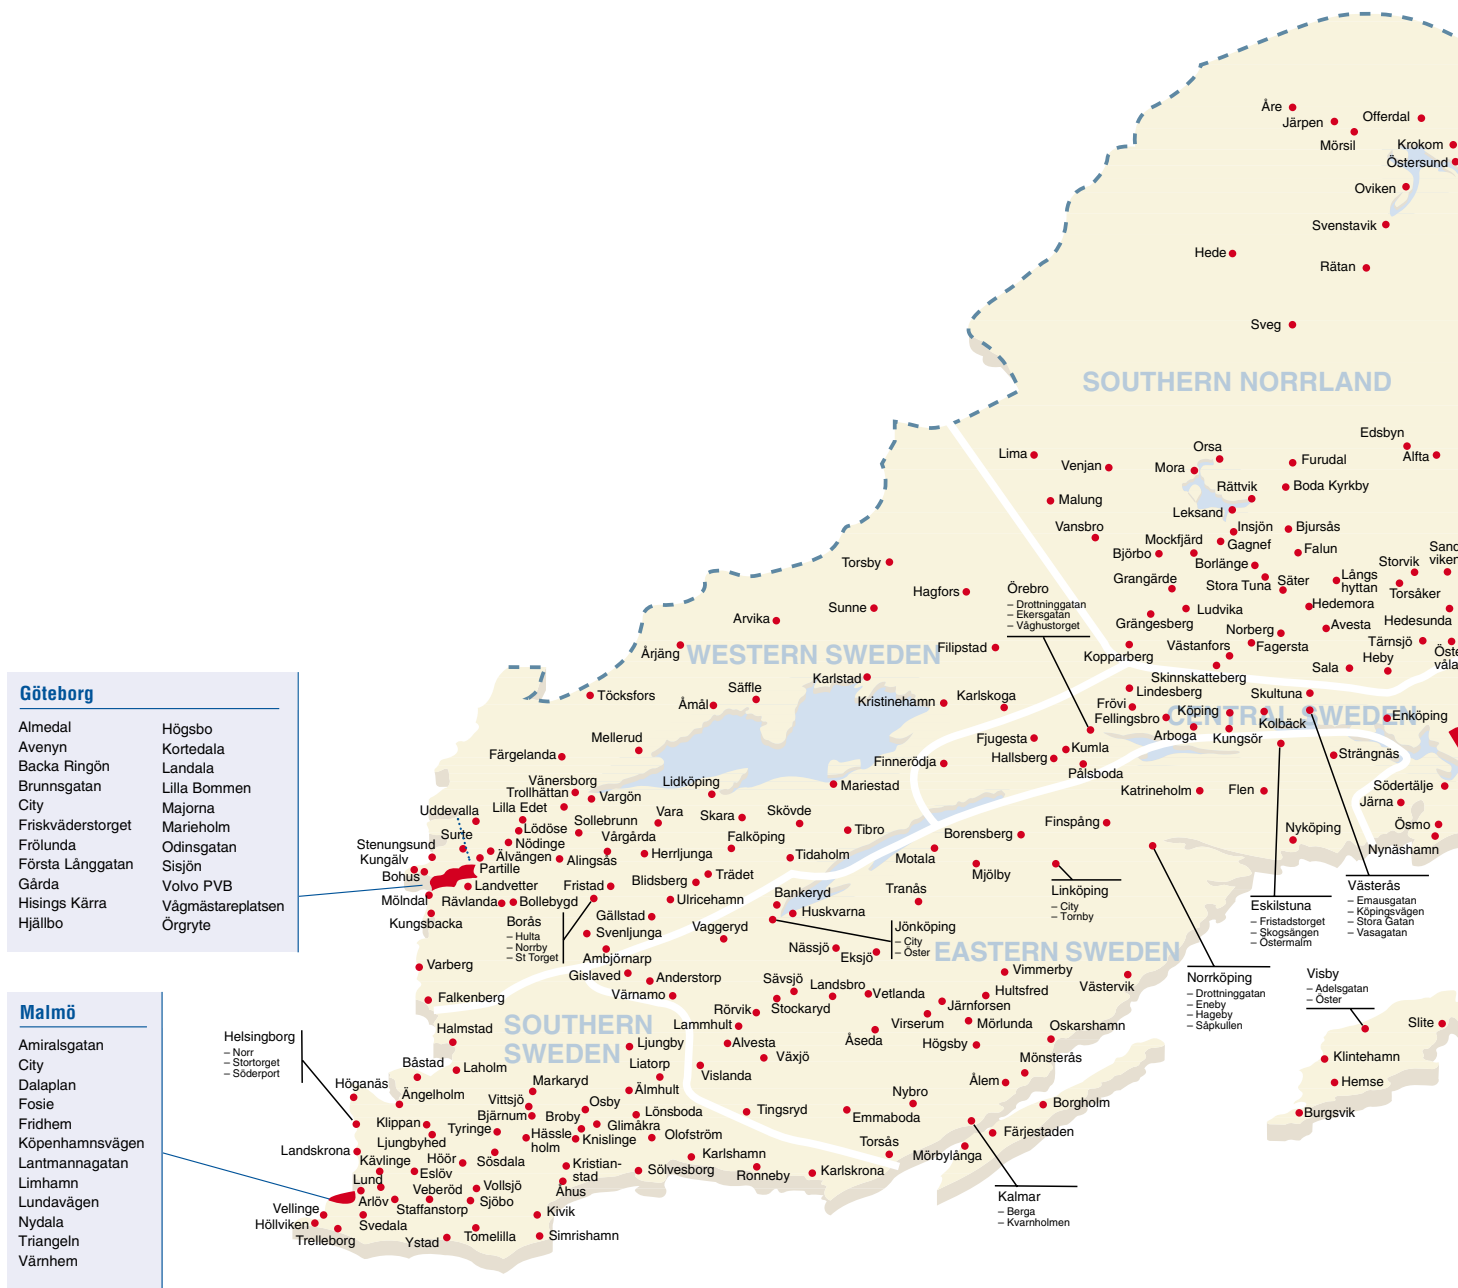 Åre
Järpen
Offerdal
Mörsil
Krokom
Östersund
Oviken
Svenstavik
Hede
Rätan
Sveg
SOUTHERN NORRLAND
Edsbyn
Alfta
Orsa
Lima
Venjan
Mora
Furudal
Rättvik
Boda Kyrkby
Malung
Leksand
Vansbro
Insjön
Bjursås
Mockfjärd
Gagnef
Björbo
Falun
Borlänge
Storvik
Sand
viken
Grangärde
Stora Tuna
Säter
Långs
hyttan
Torsåker
Torsby
Hagfors
Örebro
– Drottninggatan
– Ekersgatan
– Våghustorget
Sunne
Arvika
Ludvika
Hedemora
Hedesunda
Grängesberg
Norberg
Avesta
Årjäng
WESTERN SWEDEN
Filipstad
Kopparberg
Västanfors
Fagersta
Tärnsjö
Öste
våla
Heby
Sala
Skinnskatteberg
Karlstad
Töcksfors
Säffle
Åmål
Kristinehamn
Karlskoga
Lindesberg
Skultuna
Frövi
Fellingsbro
Köping
CENTRAL SWEDEN
Kolbäck
Enköping
Arboga
Kungsör
Mellerud
Färgelanda
Fjugesta
Kumla
Hallsberg
Pålsboda
Strängnäs
Finnerödja
Vänersborg
Trollhättan
Vargön
Lidköping
Mariestad
Katrineholm
Flen
Södertälje
Järna
Uddevalla
Lilla Edet
Sollebrun
Vara
Skara
Skövde
Ösmo
Nyköping
Nynäshamn
Surte
Lödöse
Nödinge
Vårgårda
Falköping
Tibro
Borensberg
Finspång
Stenungsund
Kungälv
Älvängen
Alingsås
Herrljunga
Tidaholm
Motala
Bohus
Partille
Mjölby
Landvetter
Fristad
Blidsberg
Trädet
Tranås
Linköping
– City
– Tornby
Mölndal
Rävlanda
Bollebygd
Ulricehamn
Bankeryd
Huskvarna
Kungsbacka
Borås
– Hulta
– Norrby
– St Torget
Gällstad
Svenljunga
Vaggeryd
Jönköping
– City
– Öster
Västerås
– Emausgatan
– Köpingsvägen
– Stora Gatan
– Vasagatan
Eskilstuna
– Fristadstorget
– Skogsängen
– Östermalm
Nässjö
Eksjö
EASTERN SWEDEN
Ambjörnarp
Varberg
Gislaved
Anderstorp
Sävsjö
Landsbro
Vimmerby
Västervik
Norrköping
– Drottninggatan
– Eneby
– Hageby
– Såpkullen
Visby
– Adelsgatan
– Öster
Falkenberg
Värnamo
Vetlanda
Hultsfred
Stockaryd
Järnforsen
Rörvik
SOUTHERN
SWEDEN
Lammhult
Virserum
Mörlunda
Slite
Halmstad
Åseda
Oskarshamn
Ljungby
Alvesta
Högsby
Växjö
Klintehamn
Båstad
Laholm
Liatorp
Vislanda
Mönsterås
Hemse
Helsingborg
– Norr
– Stortorget
– Söderport
Höganäs
Ängelholm
Markaryd
Älmhult
Ålem
Nybro
Vittsjö
Osby
Borgholm
Burgsvik
Klippan
Bjärnum
Broby
Lönsboda
Tingsryd
Emmaboda
Glimåkra
Ljungbyhed
Tyringe
Hässle
holm
Knislinge
Olofström
Färjestaden
Landskrona
Torsås
Mörbylånga
Kävlinge
Höör
Sösdala
Karlshamn
Eslöv
Kristian-
stad
Sölvesborg
Ronneby
Karlskrona
Lund
Vollsjö
Åhus
Veberöd
Arlöv
Staffanstorp
Sjöbo
Kalmar
– Berga
– Kvarnholmen
Vellinge
Kivik
Höllviken
Svedala
Trelleborg
Ystad
Tomelilla
Simrishamn
Göteborg
Almedal
Avenyn
Backa Ringön
Brunnsgatan
City
Friskväderstorget
Frölunda
Första Långgatan
Gårda
Hisings Kärra
Hjällbo
Högsbo
Kortedala
Landala
Lilla Bommen
Majorna
Marieholm
Odinsgatan
Sisjön
Volvo PVB
Vågmästareplatsen
Örgryte
Malmö
Amiralsgatan
City
Dalaplan
Fosie
Fridhem
Köpenhamnsvägen
Lantmannagatan
Limhamn
Lundavägen
Nydala
Triangeln
Värnhem